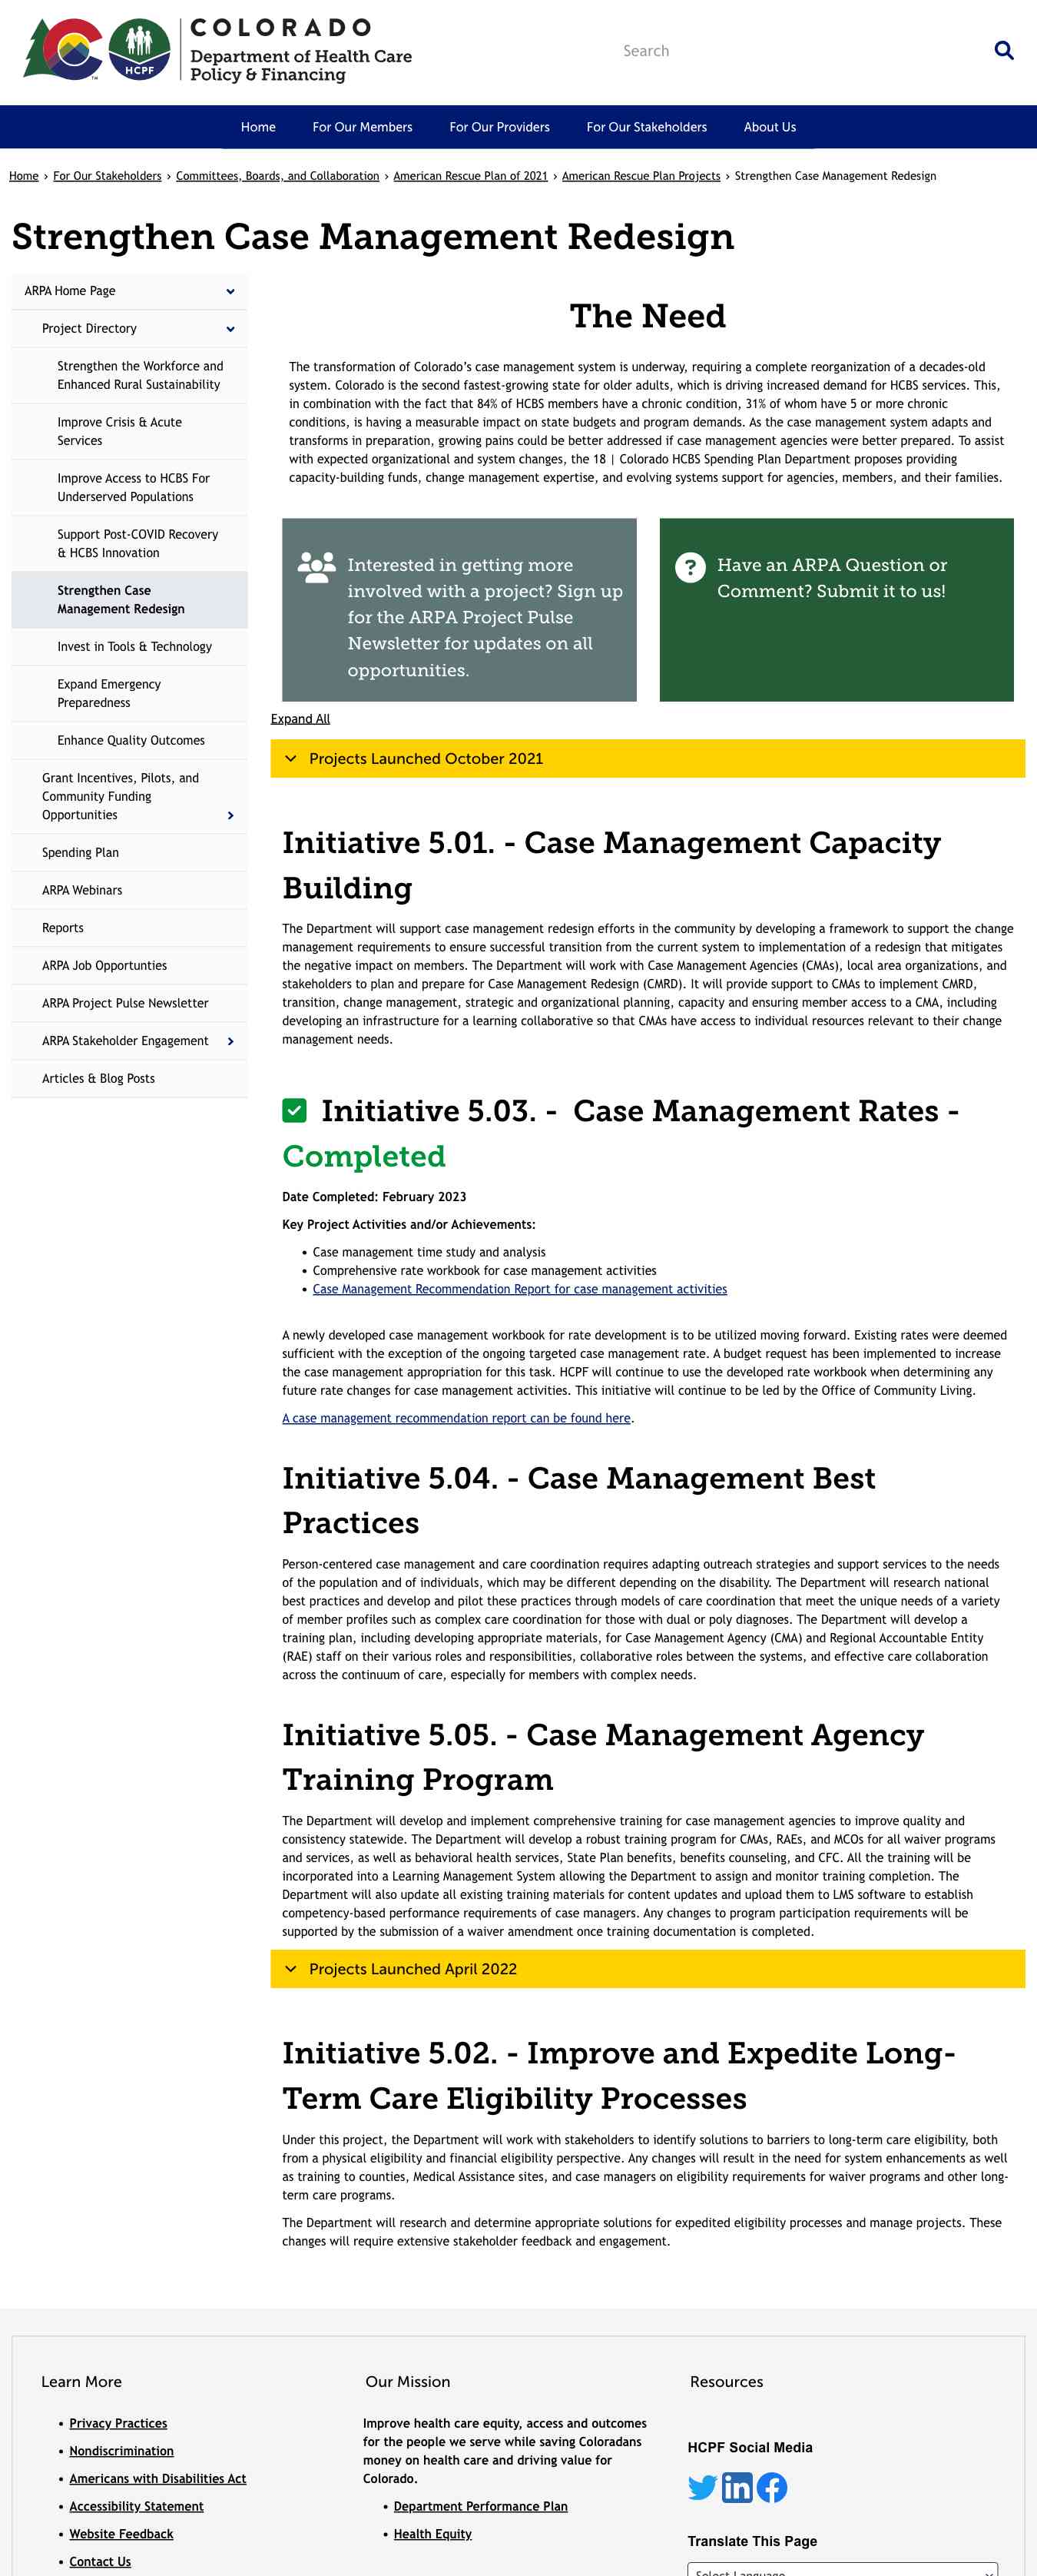 COLORADO
Department of Health Care
Policy & Financing
HCPF
TM
Search
Home
For Our Members
For Our Providers
For Our Stakeholders
About Us
Home › For Our Stakeholders › Committees, Boards, and Collaboration › American Rescue Plan of 2021 › American Rescue Plan Projects › Strengthen Case Management Redesign
Strengthen Case Management Redesign
ARPA Home Page
Project Directory
Strengthen the Workforce and
Enhanced Rural Sustainability
Improve Crisis & Acute
Services
Improve Access to HCBS For
Underserved Populations
Support Post-COVID Recovery
& HCBS Innovation
Strengthen Case
Management Redesign
Invest in Tools & Technology
Expand Emergency
Preparedness
Enhance Quality Outcomes
Grant Incentives, Pilots, and
Community Funding
Opportunities
Spending Plan
ARPA Webinars
Reports
ARPA Job Opportunties
ARPA Project Pulse Newsletter
ARPA Stakeholder Engagement
Articles & Blog Posts
The Need
The transformation of Colorado’s case management system is underway, requiring a complete reorganization of a decades-old
system. Colorado is the second fastest-growing state for older adults, which is driving increased demand for HCBS services. This,
in combination with the fact that 84% of HCBS members have a chronic condition, 31% of whom have 5 or more chronic
conditions, is having a measurable impact on state budgets and program demands. As the case management system adapts and
transforms in preparation, growing pains could be better addressed if case management agencies were better prepared. To assist
with expected organizational and system changes, the 18 | Colorado HCBS Spending Plan Department proposes providing
capacity-building funds, change management expertise, and evolving systems support for agencies, members, and their families.
Interested in getting more
involved with a project? Sign up
for the ARPA Project Pulse
Newsletter for updates on all
opportunities.
Have an ARPA Question or
Comment? Submit it to us!
Expand All
Projects Launched October 2021
Initiative 5.01. - Case Management Capacity
Building
The Department will support case management redesign efforts in the community by developing a framework to support the change
management requirements to ensure successful transition from the current system to implementation of a redesign that mitigates
the negative impact on members. The Department will work with Case Management Agencies (CMAs), local area organizations, and
stakeholders to plan and prepare for Case Management Redesign (CMRD). It will provide support to CMAs to implement CMRD,
transition, change management, strategic and organizational planning, capacity and ensuring member access to a CMA, including
developing an infrastructure for a learning collaborative so that CMAs have access to individual resources relevant to their change
management needs.
Initiative 5.03. - Case Management Rates -
Completed
Date Completed: February 2023
Key Project Activities and/or Achievements:
• Case management time study and analysis
• Comprehensive rate workbook for case management activities
• Case Management Recommendation Report for case management activities
A newly developed case management workbook for rate development is to be utilized moving forward. Existing rates were deemed
sufficient with the exception of the ongoing targeted case management rate. A budget request has been implemented to increase
the case management appropriation for this task. HCPF will continue to use the developed rate workbook when determining any
future rate changes for case management activities. This initiative will continue to be led by the Office of Community Living.
A case management recommendation report can be found here.
Initiative 5.04. - Case Management Best
Practices
Person-centered case management and care coordination requires adapting outreach strategies and support services to the needs
of the population and of individuals, which may be different depending on the disability. The Department will research national
best practices and develop and pilot these practices through models of care coordination that meet the unique needs of a variety
of member profiles such as complex care coordination for those with dual or poly diagnoses. The Department will develop a
training plan, including developing appropriate materials, for Case Management Agency (CMA) and Regional Accountable Entity
(RAE) staff on their various roles and responsibilities, collaborative roles between the systems, and effective care collaboration
across the continuum of care, especially for members with complex needs.
Initiative 5.05. - Case Management Agency
Training Program
The Department will develop and implement comprehensive training for case management agencies to improve quality and
consistency statewide. The Department will develop a robust training program for CMAs, RAEs, and MCOs for all waiver programs
and services, as well as behavioral health services, State Plan benefits, benefits counseling, and CFC. All the training will be
incorporated into a Learning Management System allowing the Department to assign and monitor training completion. The
Department will also update all existing training materials for content updates and upload them to LMS software to establish
competency-based performance requirements of case managers. Any changes to program participation requirements will be
supported by the submission of a waiver amendment once training documentation is completed.
Projects Launched April 2022
Initiative 5.02. - Improve and Expedite Long-
Term Care Eligibility Processes
Under this project, the Department will work with stakeholders to identify solutions to barriers to long-term care eligibility, both
from a physical eligibility and financial eligibility perspective. Any changes will result in the need for system enhancements as well
as training to counties, Medical Assistance sites, and case managers on eligibility requirements for waiver programs and other long-
term care programs.
The Department will research and determine appropriate solutions for expedited eligibility processes and manage projects. These
changes will require extensive stakeholder feedback and engagement.
Learn More
• Privacy Practices
• Nondiscrimination
• Americans with Disabilities Act
• Accessibility Statement
• Website Feedback
• Contact Us
Our Mission
Improve health care equity, access and outcomes
for the people we serve while saving Coloradans
money on health care and driving value for
Colorado.
• Department Performance Plan
• Health Equity
Resources
HCPF Social Media
Translate This Page
Select Language